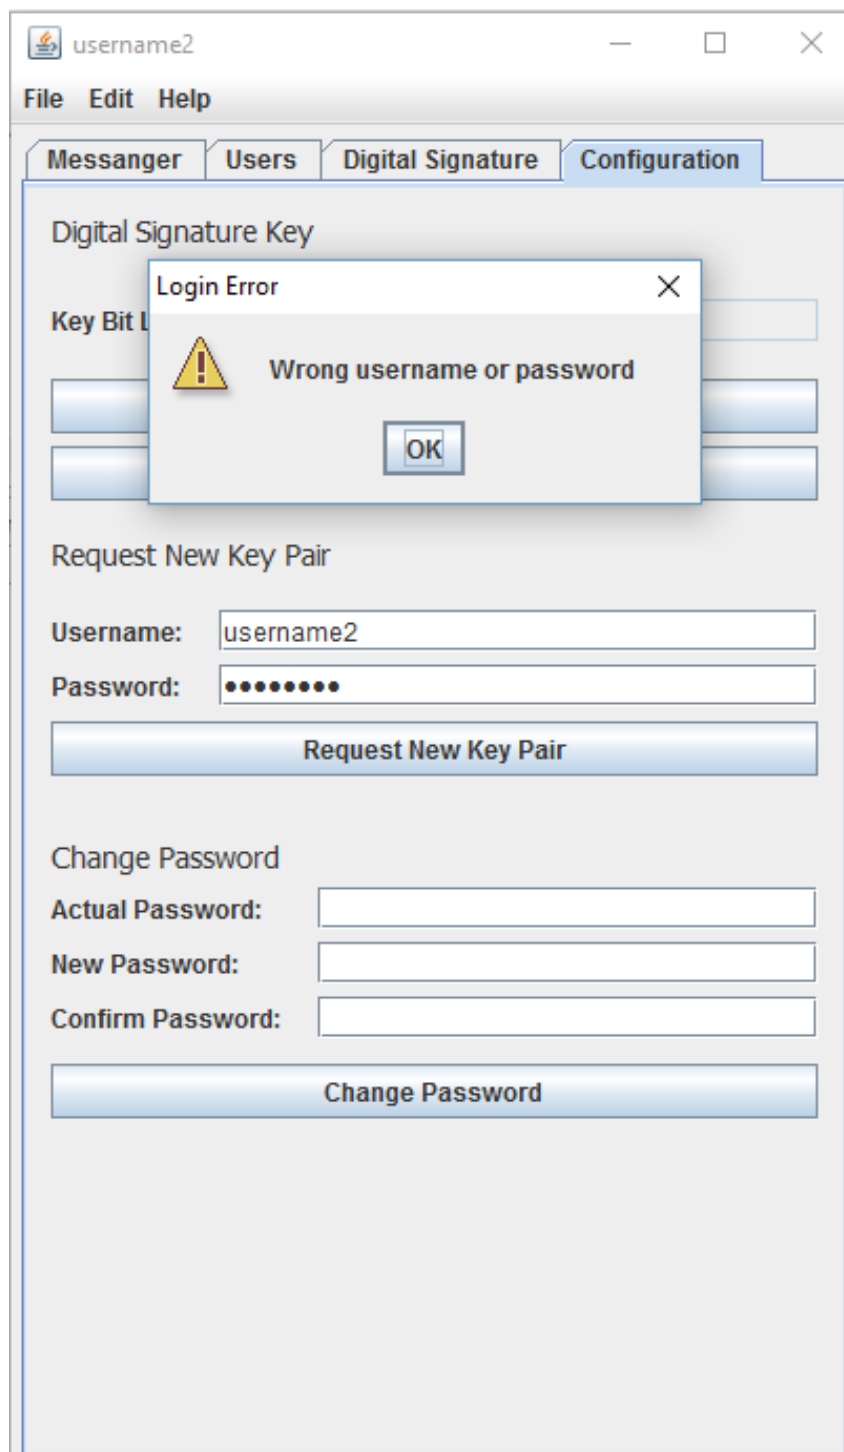 username2
File Edit Help
Messanger Users Digital Signature Configuration
Digital Signature Key
Login Error
Key Bit
Wrong username or password
OK
Request New Key Pair
Username: username2
Password: ••••••••
Request New Key Pair
Change Password
Actual Password:
New Password:
Confirm Password:
Change Password